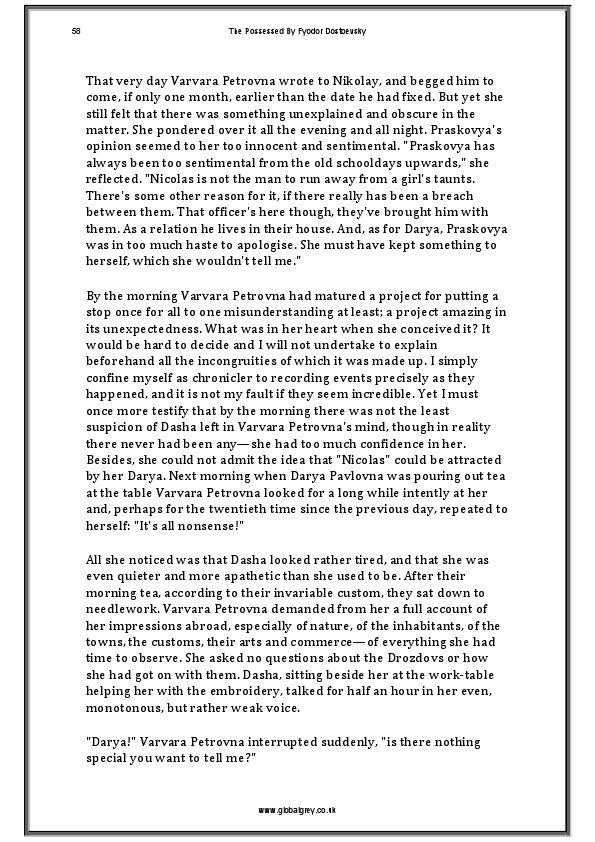 58
The Possessed By Fyodor Dostoevsky
That very day Varvara Petrovna wrote to Nikolay, and begged him to
come, if only one month, earlier than the date he had fixed. But yet she
still felt that there was something unexplained and obscure in the
matter. She pondered over it all the evening and all night. Praskovya's
opinion seemed to her too innocent and sentimental. "Praskovya has
always been too sentimental from the old schooldays upwards," she
reflected. "Nicolas is not the man to run away from a girl's taunts.
There's some other reason for it, if there really has been a breach
between them. That officer's here though, they've brought him with
them. As a relation he lives in their house. And, as for Darya, Praskovya
was in too much haste to apologise. She must have kept something to
herself, which she wouldn't tell me."
By the morning Varvara Petrovna had matured a project for putting a
stop once for all to one misunderstanding at least; a project amazing in
its unexpectedness. What was in her heart when she conceived it? It
would be hard to decide and I will not undertake to explain
beforehand all the incongruities of which it was made up. I simply
confine myself as chronicler to recording events precisely as they
happened, and it is not my fault if they seem incredible. Yet I must
once more testify that by the morning there was not the least
suspicion of Dasha left in Varvara Petrovna's mind, though in reality
there never had been any—she had too much confidence in her.
Besides, she could not admit the idea that "Nicolas" could be attracted
by her Darya. Next morning when Darya Pavlovna was pouring out tea
at the table Varvara Petrovna looked for a long while intently at her
and, perhaps for the twentieth time since the previous day, repeated to
herself: "It's all nonsense!"
All she noticed was that Dasha looked rather tired, and that she was
even quieter and more apathetic than she used to be. After their
morning tea, according to their invariable custom, they sat down to
needlework. Varvara Petrovna demanded from her a full account of
her impressions abroad, especially of nature, of the inhabitants, of the
towns, the customs, their arts and commerce—of everything she had
time to observe. She asked no questions about the Drozdovs or how
she had got on with them. Dasha, sitting beside her at the work-table
helping her with the embroidery, talked for half an hour in her even,
monotonous, but rather weak voice.
"Darya!" Varvara Petrovna interrupted suddenly, "is there nothing
special you want to tell me?"
www.globalgrey.co.uk